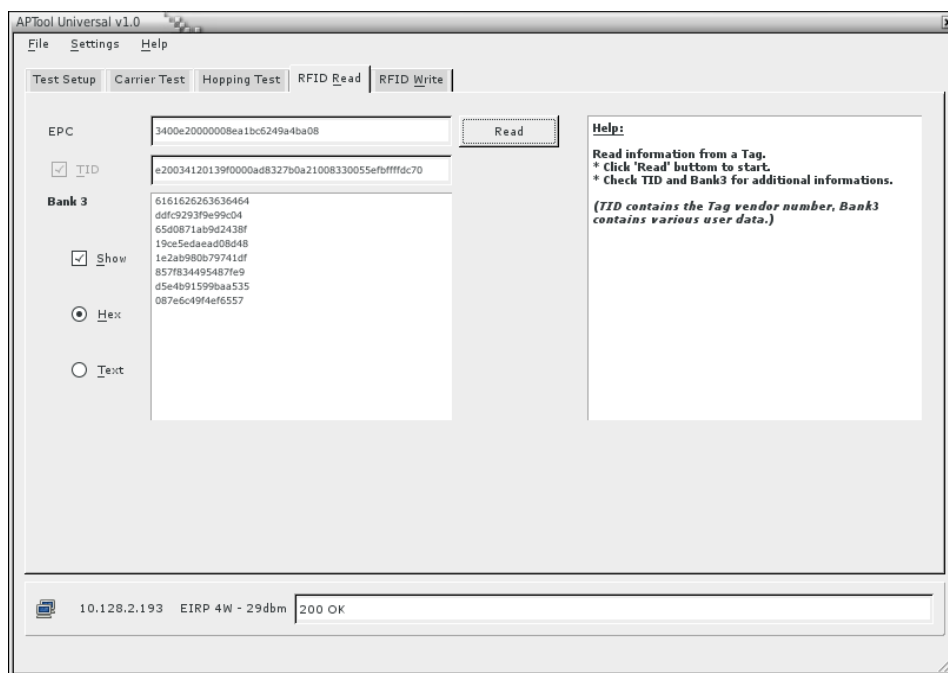 APTool Universal v1.0
File Settings Help
Test Setup Carrier Test Hopping Test RFID Read RFID Write
EPC
3400e20000008ea1bc6249a4ba08
Read
TID
e20034120139f0000ad8327b0a21008330055efbffffdc70
Bank 3
6161626263636464
ddfc9293f9e99c04
65d0871ab9d2438f
19ce5edaead08d48
1e2ab980b79741df
857f834495487fe9
d5e4b91599baa535
087e6c49f4ef6557
Show
Hex
Text
Help:
Read information from a Tag.
* Click 'Read' buttom to start.
* Check TID and Bank3 for additional informations.
(TID contains the Tag vendor number, Bank3
contains various user data.)
10.128.2.193 EIRP 4W - 29dbm 200 OK